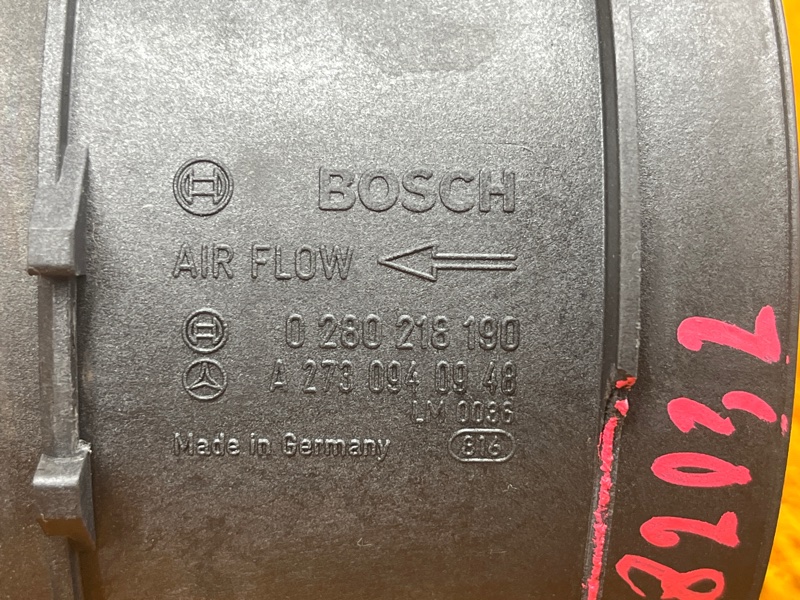 BOSCH
AIR FLOW
0 280 218 190
A 273 094 09 48
LM 0036
Made in Germany
816